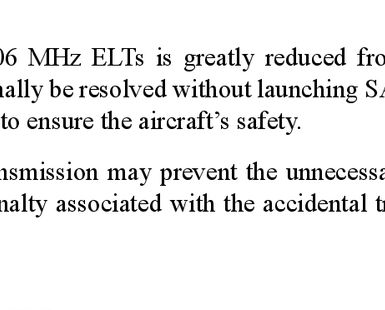 06 MHz ELTs is greatly reduced fro
nally be resolved without launching SA
to ensure the aircraft’s safety.
nsmission may prevent the unnecessa
nalty associated with the accidental tr